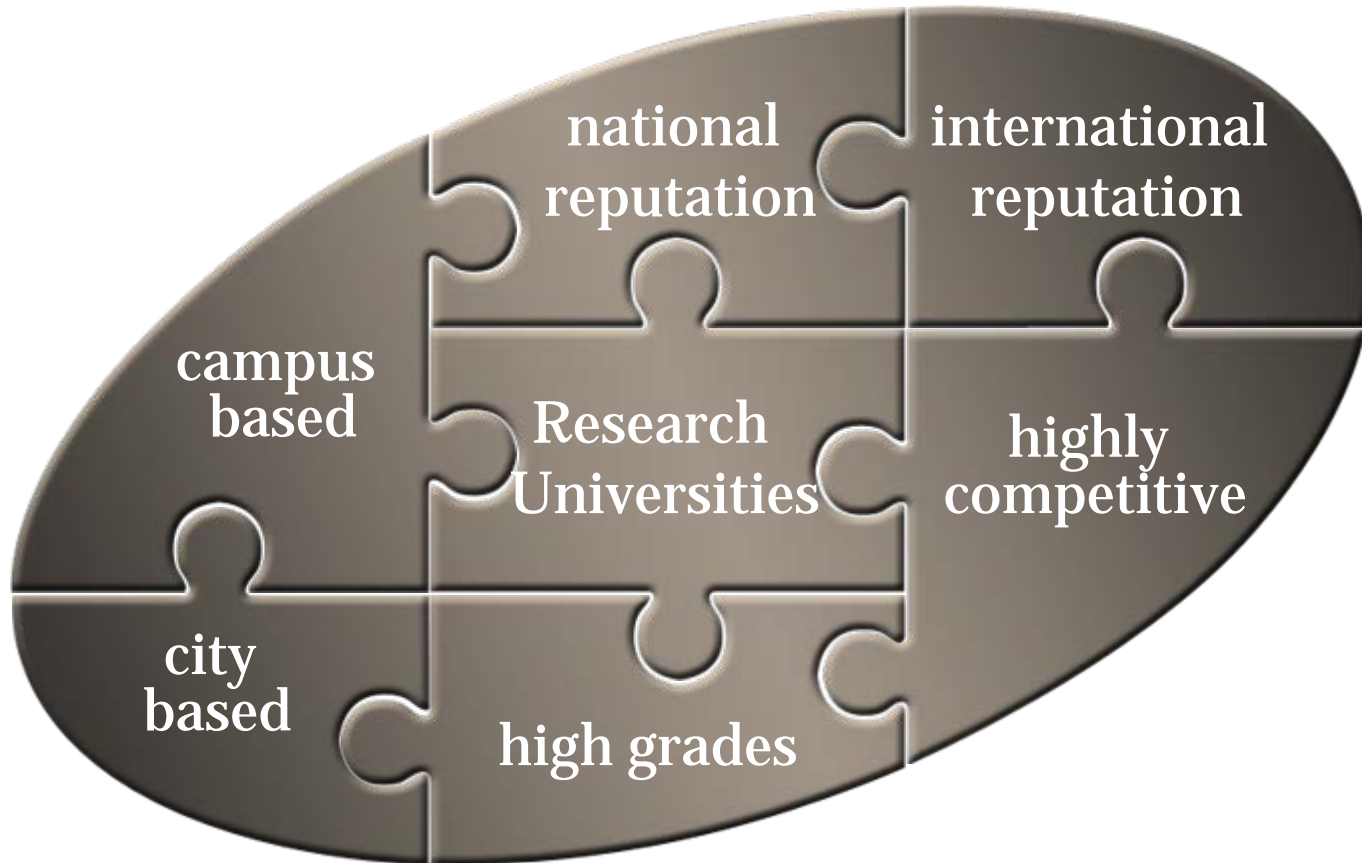 national
reputation
international
reputation
campus
based
Research
Universities
highly
competitive
city
based
high grades